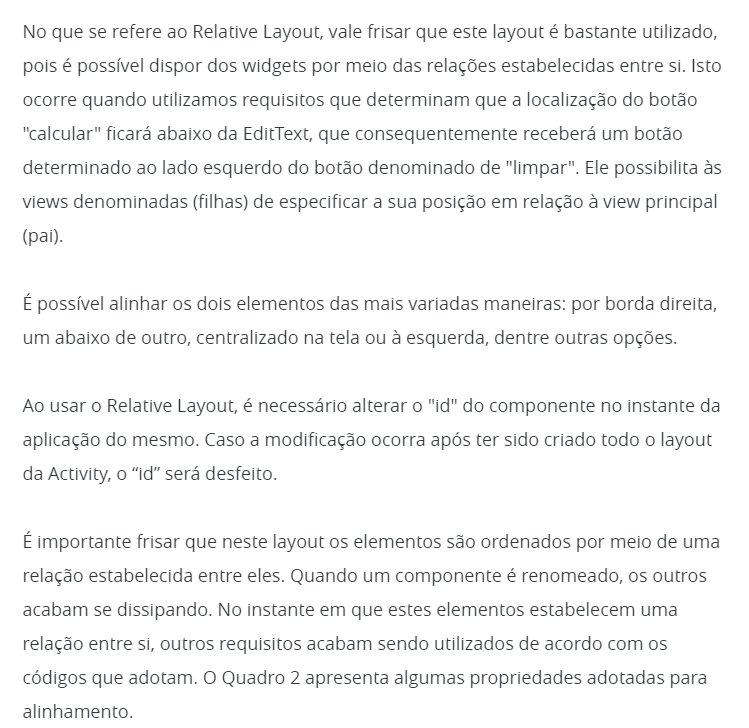 No que se refere ao Relative Layout, vale frisar que este layout é bastante utilizado,
pois é possível dispor dos widgets por meio das relações estabelecidas entre si. Isto
ocorre quando utilizamos requisitos que determinam que a localização do botão
"calcular" ficará abaixo da EditText, que consequentemente receberá um botão
determinado ao lado esquerdo do botão denominado de "limpar". Ele possibilita às
views denominadas (filhas) de especificar a sua posição em relação à view principal
(pai).
É possível alinhar os dois elementos das mais variadas maneiras: por borda direita,
um abaixo de outro, centralizado na tela ou à esquerda, dentre outras opções.
Ao usar o Relative Layout, é necessário alterar o "id" do componente no instante da
aplicação do mesmo. Caso a modificação ocorra após ter sido criado todo o layout
da Activity, o “id” será desfeito.
É importante frisar que neste layout os elementos são ordenados por meio de uma
relação estabelecida entre eles. Quando um componente é renomeado, os outros
acabam se dissipando. No instante em que estes elementos estabelecem uma
relação entre si, outros requisitos acabam sendo utilizados de acordo com os
códigos que adotam. O Quadro 2 apresenta algumas propriedades adotadas para
alinhamento.